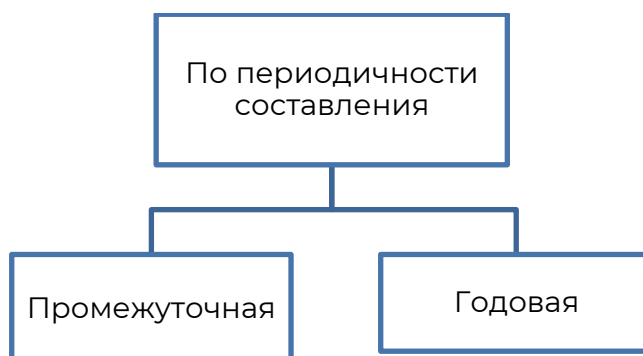 По периодичности
составления
Промежуточная
Годовая